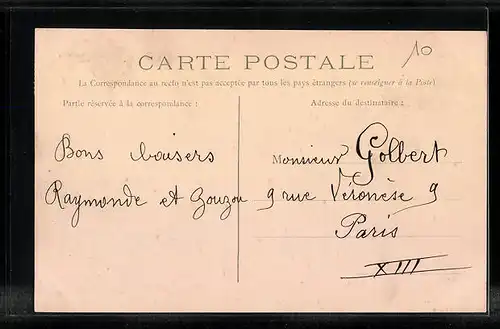 CARTE POSTALE
10
La Correspondance au recto n'est pas acceptée par tous les pays étrangers (se renseigner à la Poste)
Partie réservée à la correspondance :
Adresse du destinataire :
Bons baisers
Raymonde et Zouzou
Monsieur Golbert
9 rue Véronèse 9
Paris
XIII